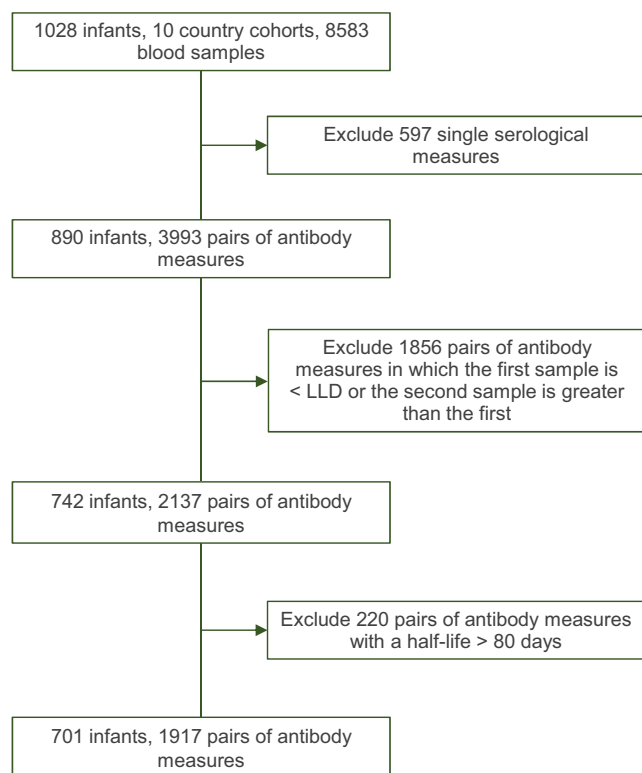 1028 infants, 10 country cohorts, 8583
blood samples
Exclude 597 single serological
measures
890 infants, 3993 pairs of antibody
measures
Exclude 1856 pairs of antibody
measures in which the first sample is
< LLD or the second sample is greater
than the first
742 infants, 2137 pairs of antibody
measures
Exclude 220 pairs of antibody measures
with a half-life > 80 days
701 infants, 1917 pairs of antibody
measures